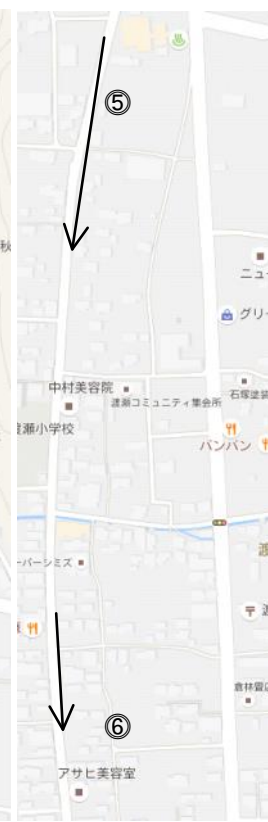 ⑤
秋
ニュー
グリー
中村美容院
渡瀬コミュニティ集会所
石塚塗装
渡瀬小学校
バンバン
ーパーシミズ
渡
〒
倉林畳店
⑥
アサヒ美容室